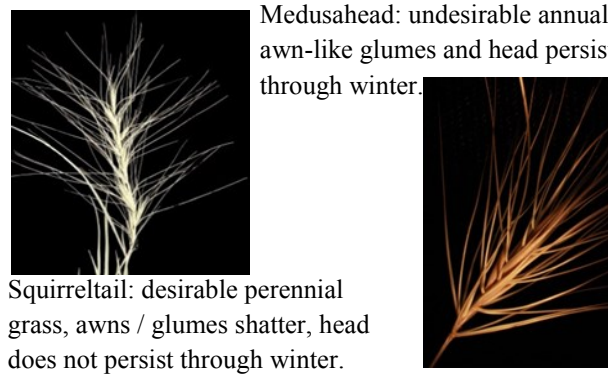 Medusahead: undesirable annual
awn-like glumes and head persis
through winter.
Squirreltail: desirable perennial
grass, awns / glumes shatter, head
does not persist through winter.